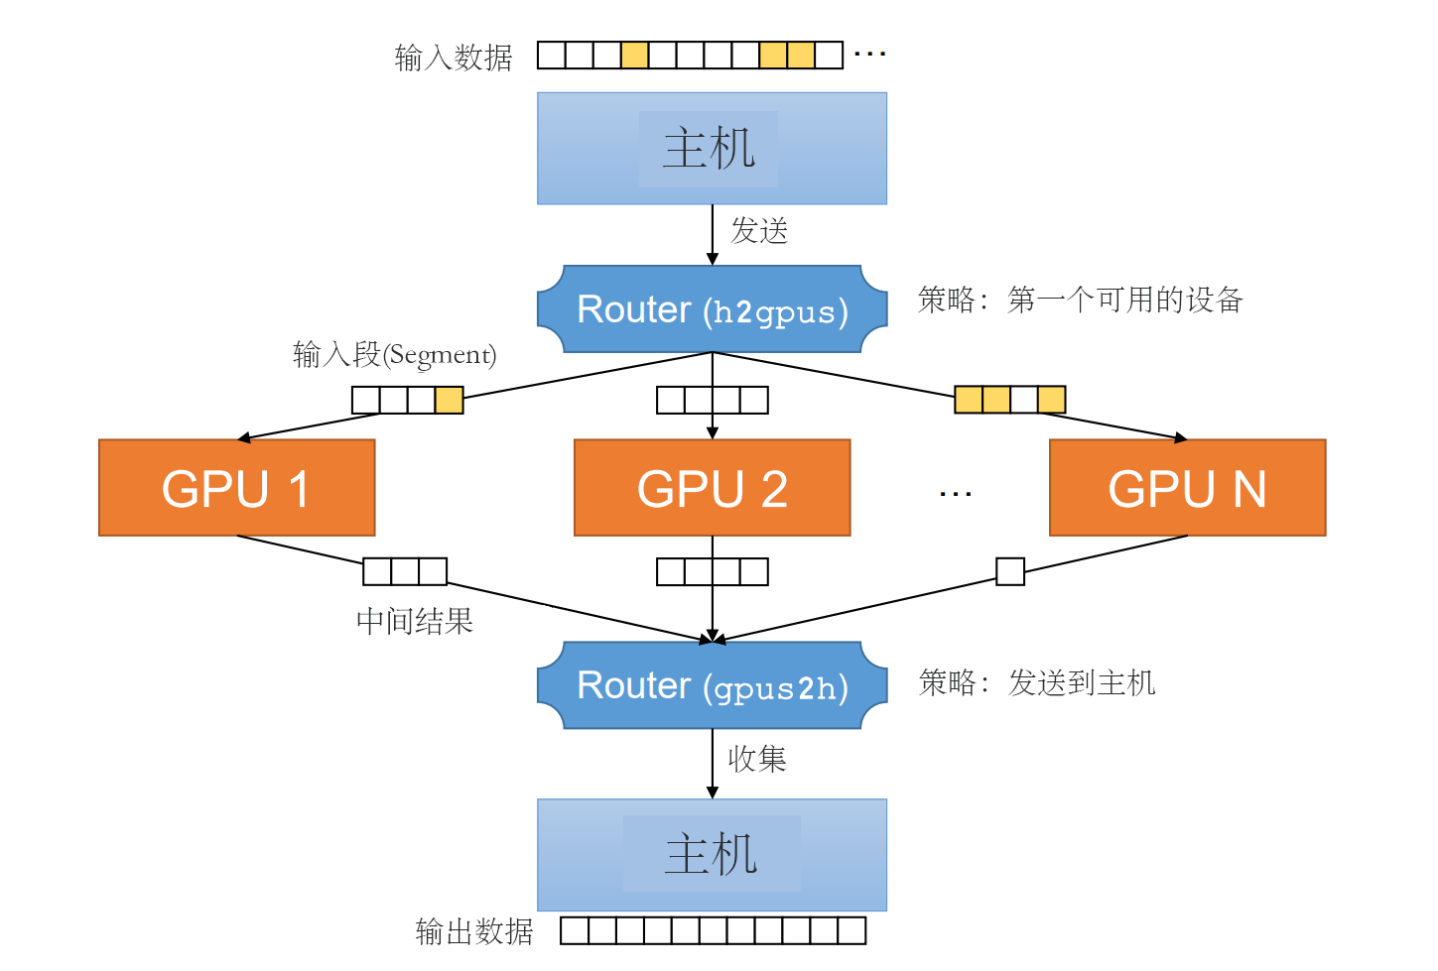 输入数据 ...
主机
发送
Router (h2gpus)
策略：第一个可用的设备
输入段(Segment)
GPU 1
GPU 2
...
GPU N
中间结果
Router (gpus2h)
策略：发送到主机
收集
主机
输出数据